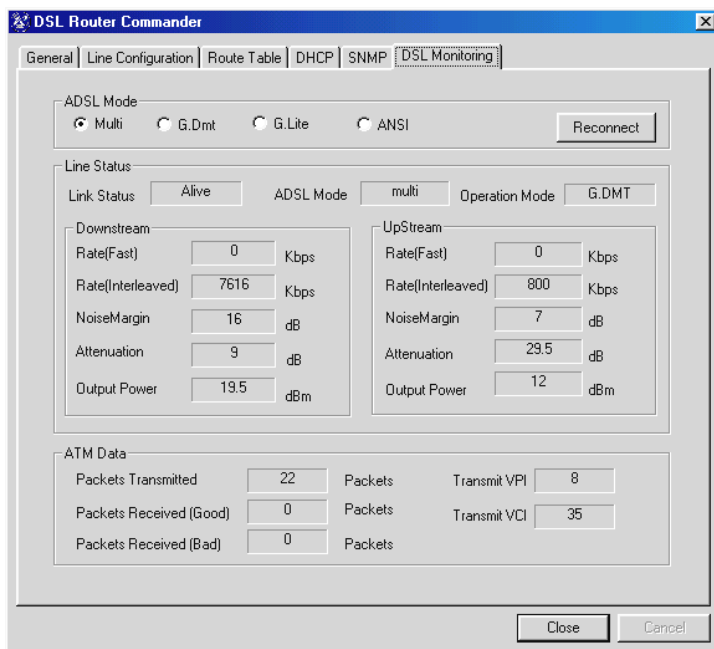 DSL Router Commander
General Line Configuration Route Table DHCP SNMP DSL Monitoring
ADSL Mode
Multi G.Dmt G.Lite ANSI Reconnect
Line Status
Link Status Alive ADSL Mode multi Operation Mode G.DMT
Downstream
Rate(Fast) 0 Kbps
Rate(Interleaved) 7616 Kbps
NoiseMargin 16 dB
Attenuation 9 dB
Output Power 19.5 dBm
UpStream
Rate(Fast) 0 Kbps
Rate(Interleaved) 800 Kbps
NoiseMargin 7 dB
Attenuation 29.5 dB
Output Power 12 dBm
ATM Data
Packets Transmitted 22 Packets Transmit VPI 8
Packets Received (Good) 0 Packets Transmit VCI 35
Packets Received (Bad) 0 Packets
Close Cancel